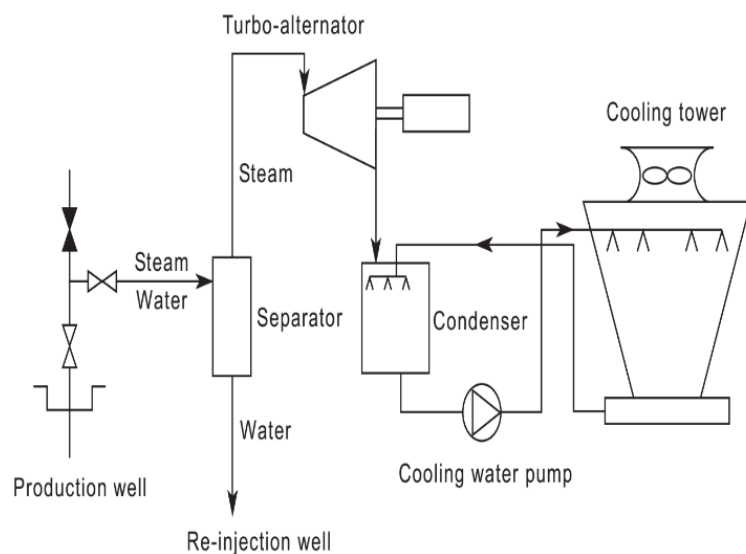 Turbo-alternator
Cooling tower
Steam
Steam
Water
Separator
Condenser
Water
Cooling water pump
Production well
Re-injection well